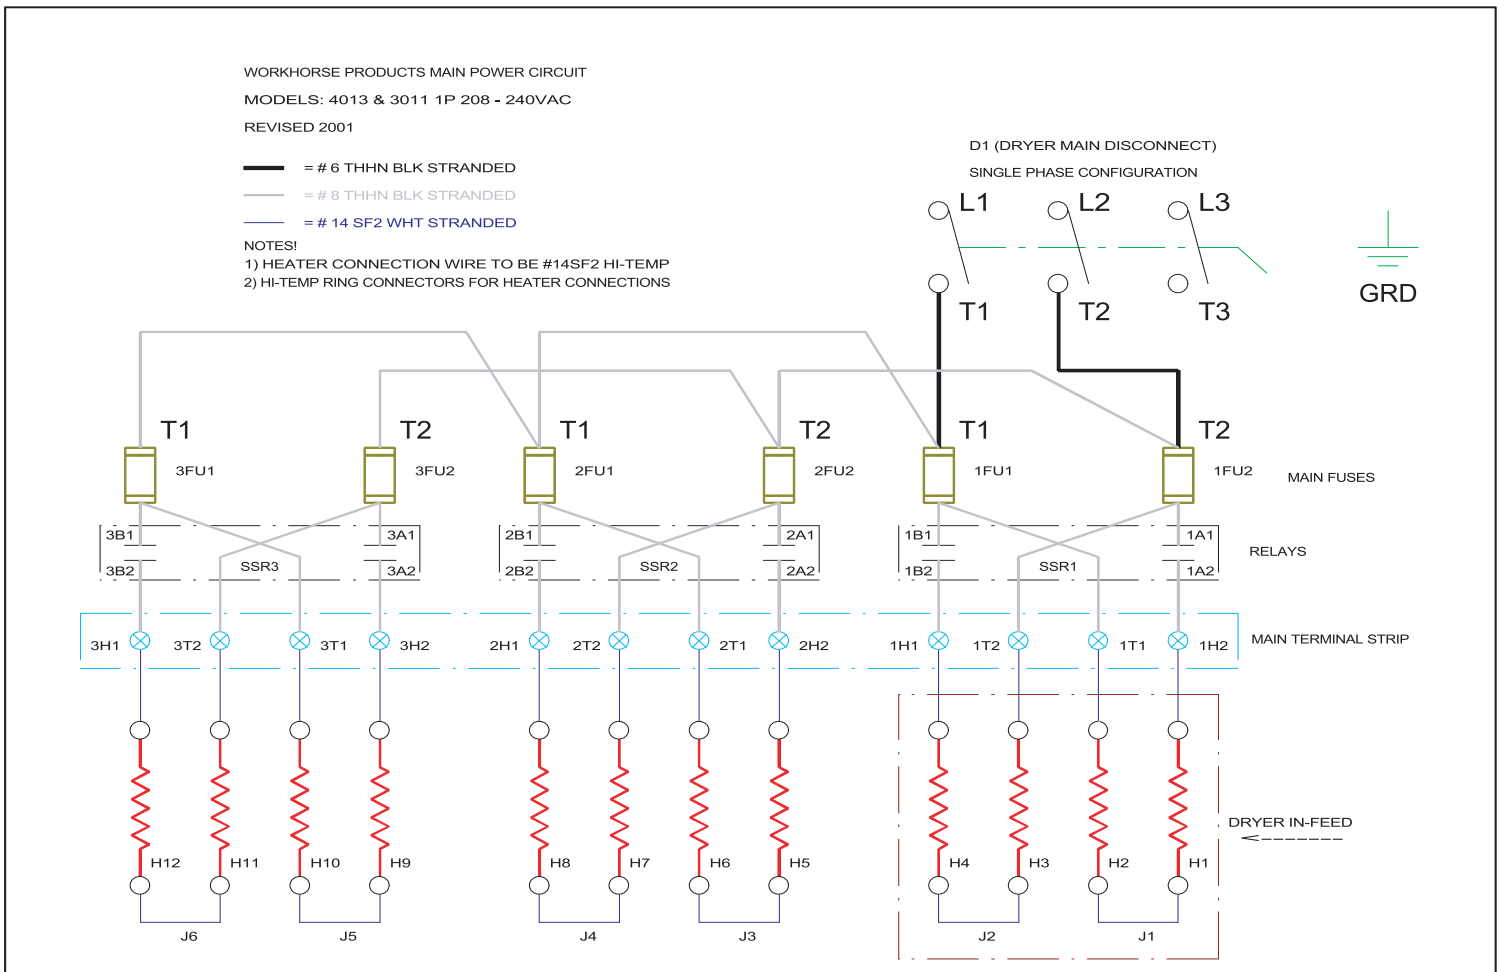 WORKHORSE PRODUCTS MAIN POWER CIRCUIT
MODELS: 4013 & 3011 1P 208 - 240VAC
REVISED 2001
= # 6 THHN BLK STRANDED
= # 8 THHN BLK STRANDED
= # 14 SF2 WHT STRANDED
NOTES!
1) HEATER CONNECTION WIRE TO BE #14SF2 HI-TEMP
2) HI-TEMP RING CONNECTORS FOR HEATER CONNECTIONS
D1 (DRYER MAIN DISCONNECT)
SINGLE PHASE CONFIGURATION
L1 L2 L3
T1 T2 T3
GRD
T1 T2 T1 T2 T1 T2
3FU1 3FU2 2FU1 2FU2 1FU1 1FU2
MAIN FUSES
3B1 3A1 2B1 2A1 1B1 1A1
RELAYS
SSR3 SSR2 SSR1
3B2 3A2 2B2 2A2 1B2 1A2
3H1 3T2 3T1 3H2 2H1 2T2 2T1 2H2 1H1 1T2 1T1 1H2
MAIN TERMINAL STRIP
DRYER IN-FEED
H12 H11 H10 H9 H8 H7 H6 H5 H4 H3 H2 H1
J6 J5 J4 J3 J2 J1